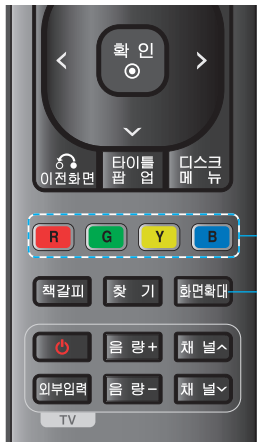 확 인
이전화면
타이틀
팝 업
디스크
메 뉴
R G Y B
책갈피 찾 기 화면확대
음 량+ 채 널
외부입력 음 량- 채 널
TV